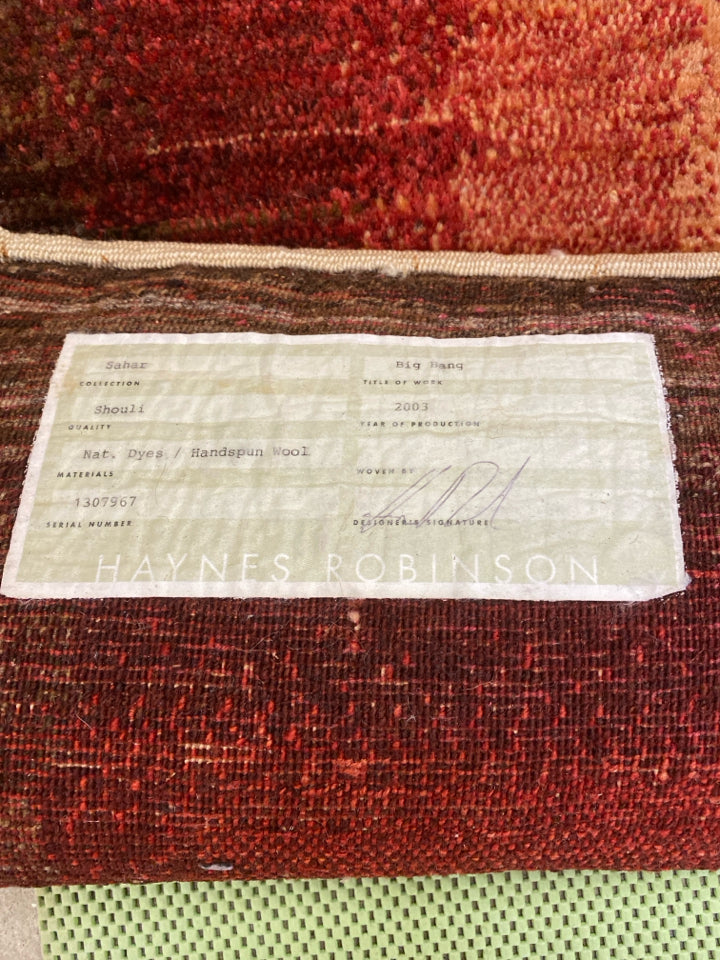 Sahar Big Bang
COLLECTION TITLE OF WORK
Shouli 2003
QUALITY YEAR OF PRODUCTION
Nat. Dyes / Handspun Wool
MATERIALS WOVEN BY
1307967
SERIAL NUMBER DESIGNER'S SIGNATURE
HAYNES ROBINSON